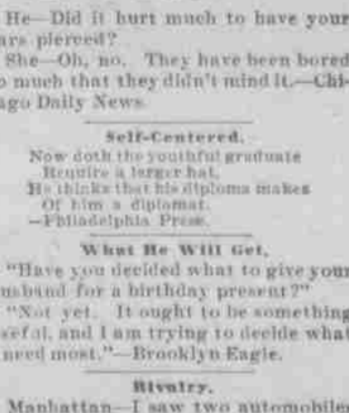 He—Did it hurt much to have your
ars pierced?
She—Oh, no. They have been bored
o much that they didn't mind it.—Chi-
ago Daily News.
Self-Centered.
Now doth the youthful graduate
Require a larger hat,
He thinks that his diploma makes
Of him a diplomat.
—Philadelphia Press.
What He Will Get.
"Have you decided what to give your
usband for a birthday present?"
"Not yet. It ought to be something
seful, and I am trying to decide what
need most."—Brooklyn Eagle.
Rivalry.
Manhattan—I saw two automobiles